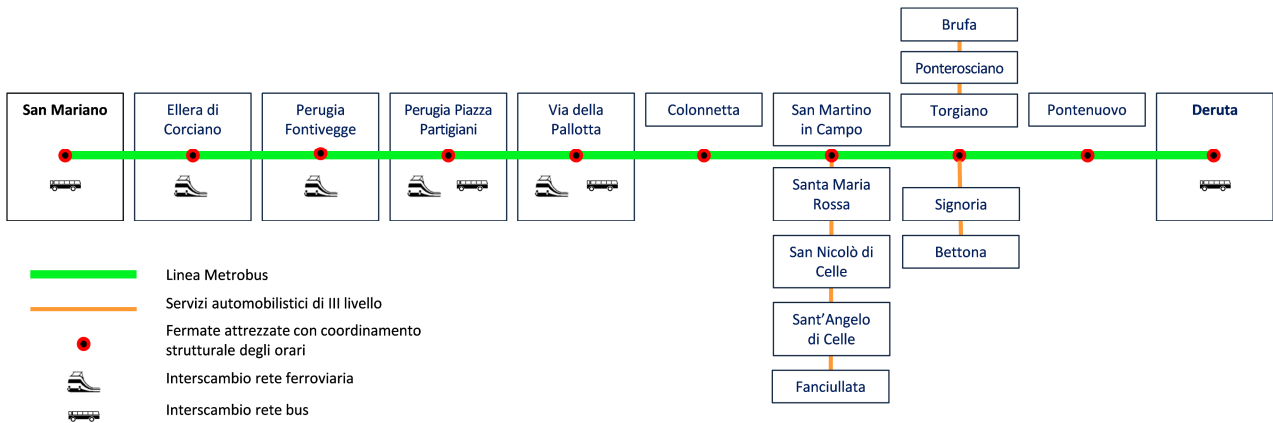 Brufa
Ponterosciano
San Mariano
Ellera di
Corciano
Perugia
Fontivegge
Perugia Piazza
Partigiani
Via della
Pallotta
Colonnetta
San Martino
in Campo
Torgiano
Pontenuovo
Deruta
Santa Maria
Rossa
Signoria
San Nicolò di
Celle
Bettona
Sant’Angelo
di Celle
Fanciullata
Linea Metrobus
Servizi automobilistici di III livello
Fermate attrezzate con coordinamento
strutturale degli orari
Interscambio rete ferroviaria
Interscambio rete bus